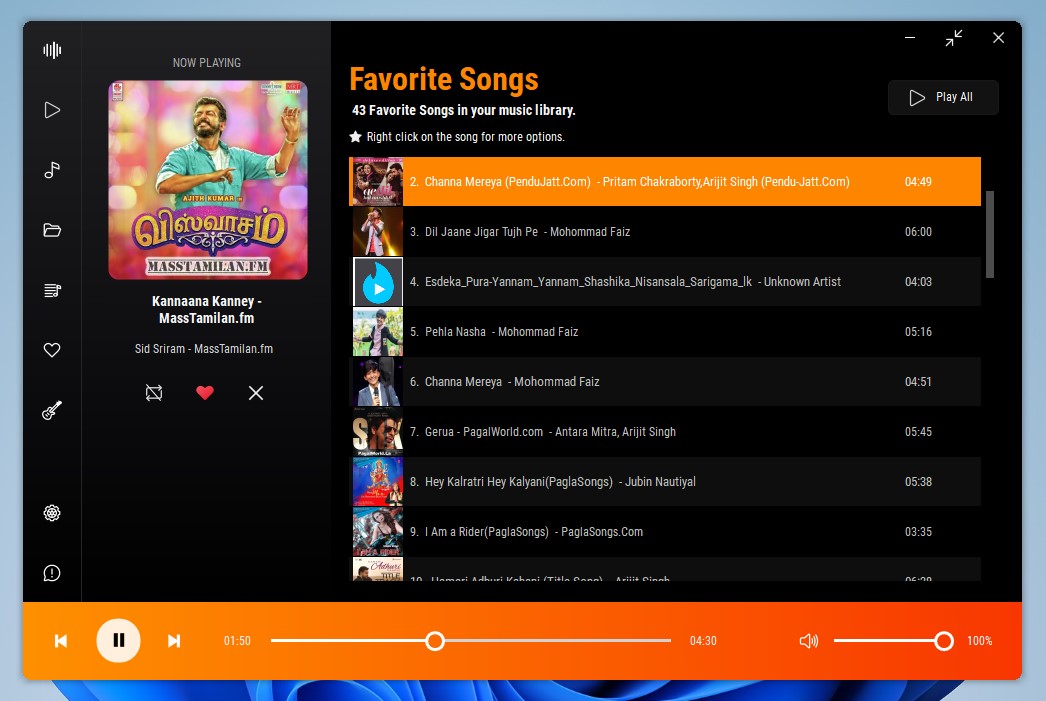 NOW PLAYING
AJITH KUMAR IN
விஸ்வாசம்
MASSTAMILAN.FM
Kannaana Kanney -
MassTamilan.fm
Sid Sriram - MassTamilan.fm
Favorite Songs
43 Favorite Songs in your music library.
Right click on the song for more options.
Play All
2. Channa Mereya (PenduJatt.Com) - Pritam Chakraborty,Arijit Singh (Pendu-Jatt.Com) 04:49
3. Dil Jaane Jigar Tujh Pe - Mohommad Faiz 06:00
4. Esdeka_Pura-Yannam_Yannam_Shashika_Nisansala_Sarigama_lk - Unknown Artist 04:03
5. Pehla Nasha - Mohommad Faiz 05:16
6. Channa Mereya - Mohommad Faiz 04:51
7. Gerua - PagalWorld.com - Antara Mitra, Arijit Singh 05:45
8. Hey Kalratri Hey Kalyani(PaglaSongs) - Jubin Nautiyal 05:38
9. I Am a Rider(PaglaSongs) - PaglaSongs.Com 03:35
10. Hamari Adhuri Kahani (Title Song) - Arijit Singh 06:38
01:50
04:30
100%